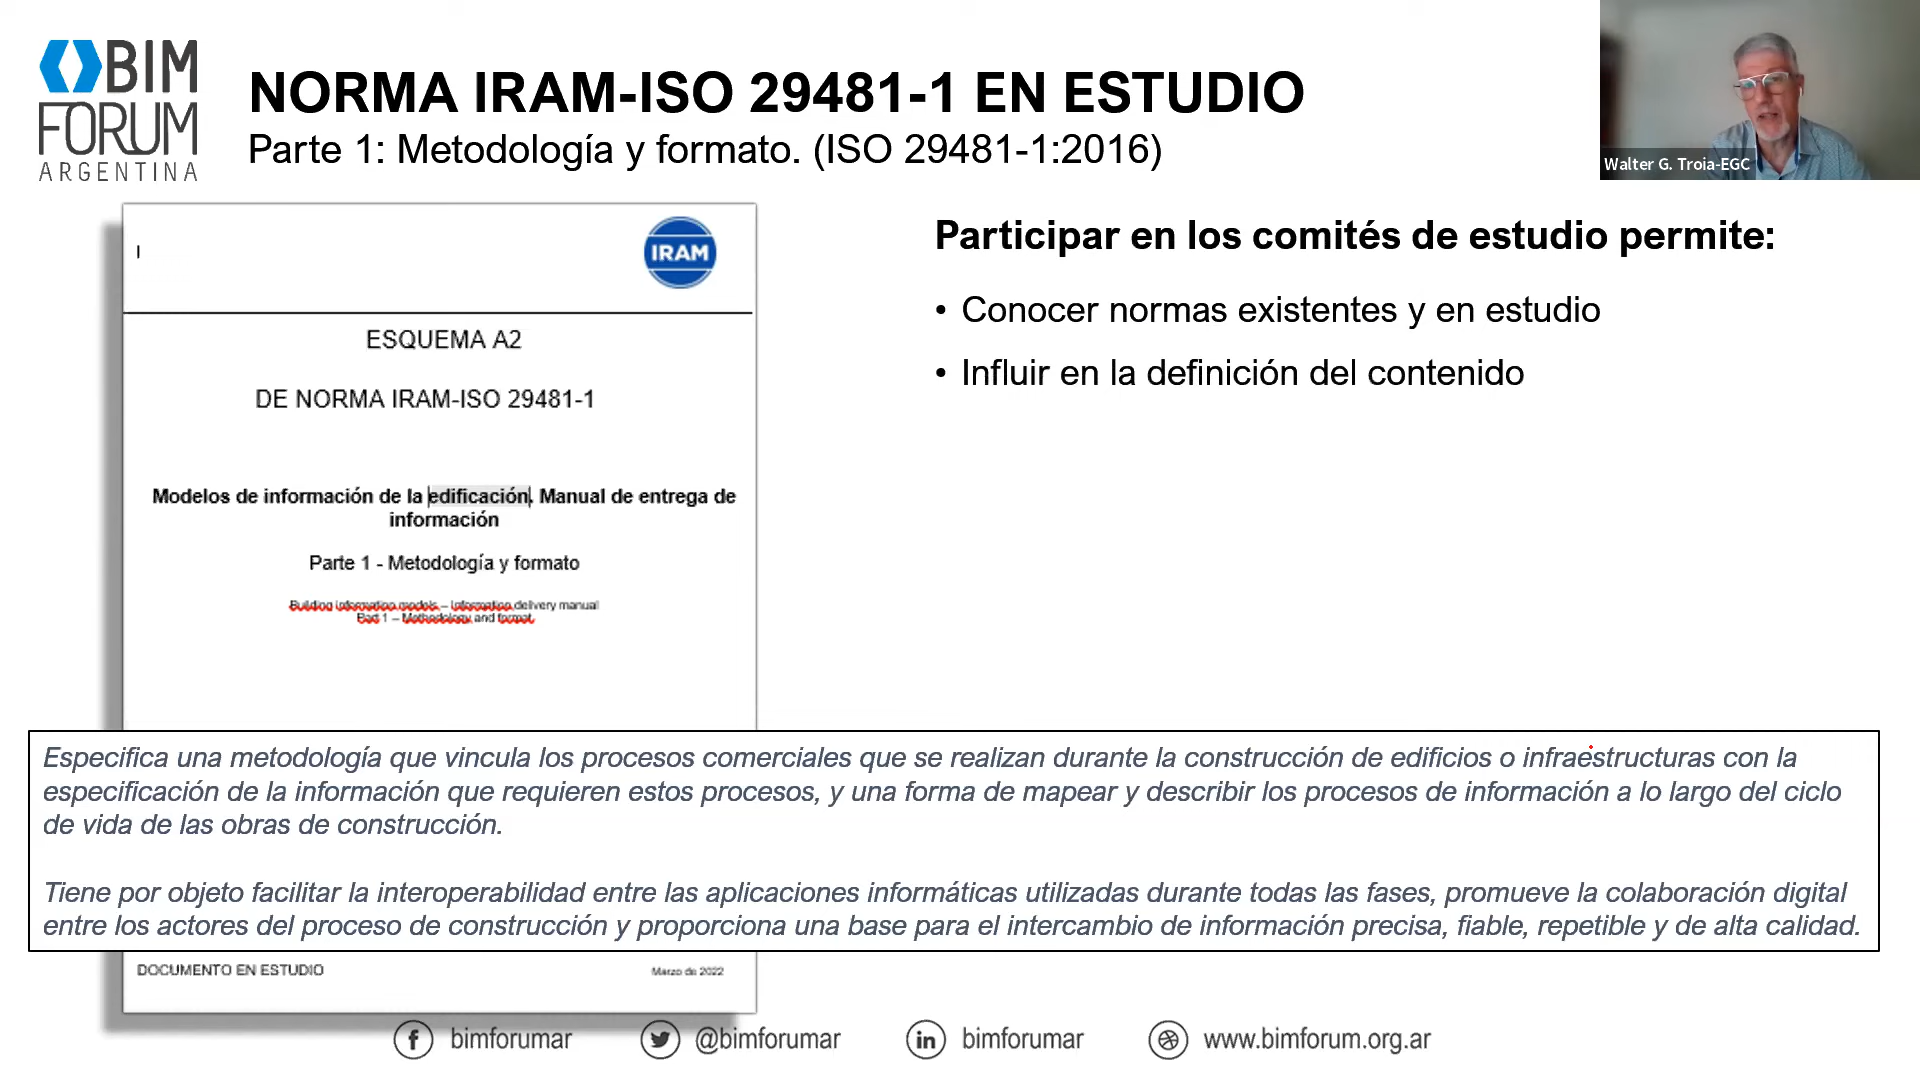 BIM
FORUM
ARGENTINA
NORMA IRAM-ISO 29481-1 EN ESTUDIO
Parte 1: Metodología y formato. (ISO 29481-1:2016)
Walter G. Troia-EGC
IRAM
ESQUEMA A2
DE NORMA IRAM-ISO 29481-1
Modelos de información de la edificación. Manual de entrega de
información
Parte 1 - Metodología y formato
Building information models – Information delivery manual
Part 1 – Methodology and format
Participar en los comités de estudio permite:
• Conocer normas existentes y en estudio
• Influir en la definición del contenido
Especifica una metodología que vincula los procesos comerciales que se realizan durante la construcción de edificios o infraestructuras con la
especificación de la información que requieren estos procesos, y una forma de mapear y describir los procesos de información a lo largo del ciclo
de vida de las obras de construcción.
Tiene por objeto facilitar la interoperabilidad entre las aplicaciones informáticas utilizadas durante todas las fases, promueve la colaboración digital
entre los actores del proceso de construcción y proporciona una base para el intercambio de información precisa, fiable, repetible y de alta calidad.
DOCUMENTO EN ESTUDIO
Marzo de 2022
bimforumar
@bimforumar
bimforumar
www.bimforum.org.ar